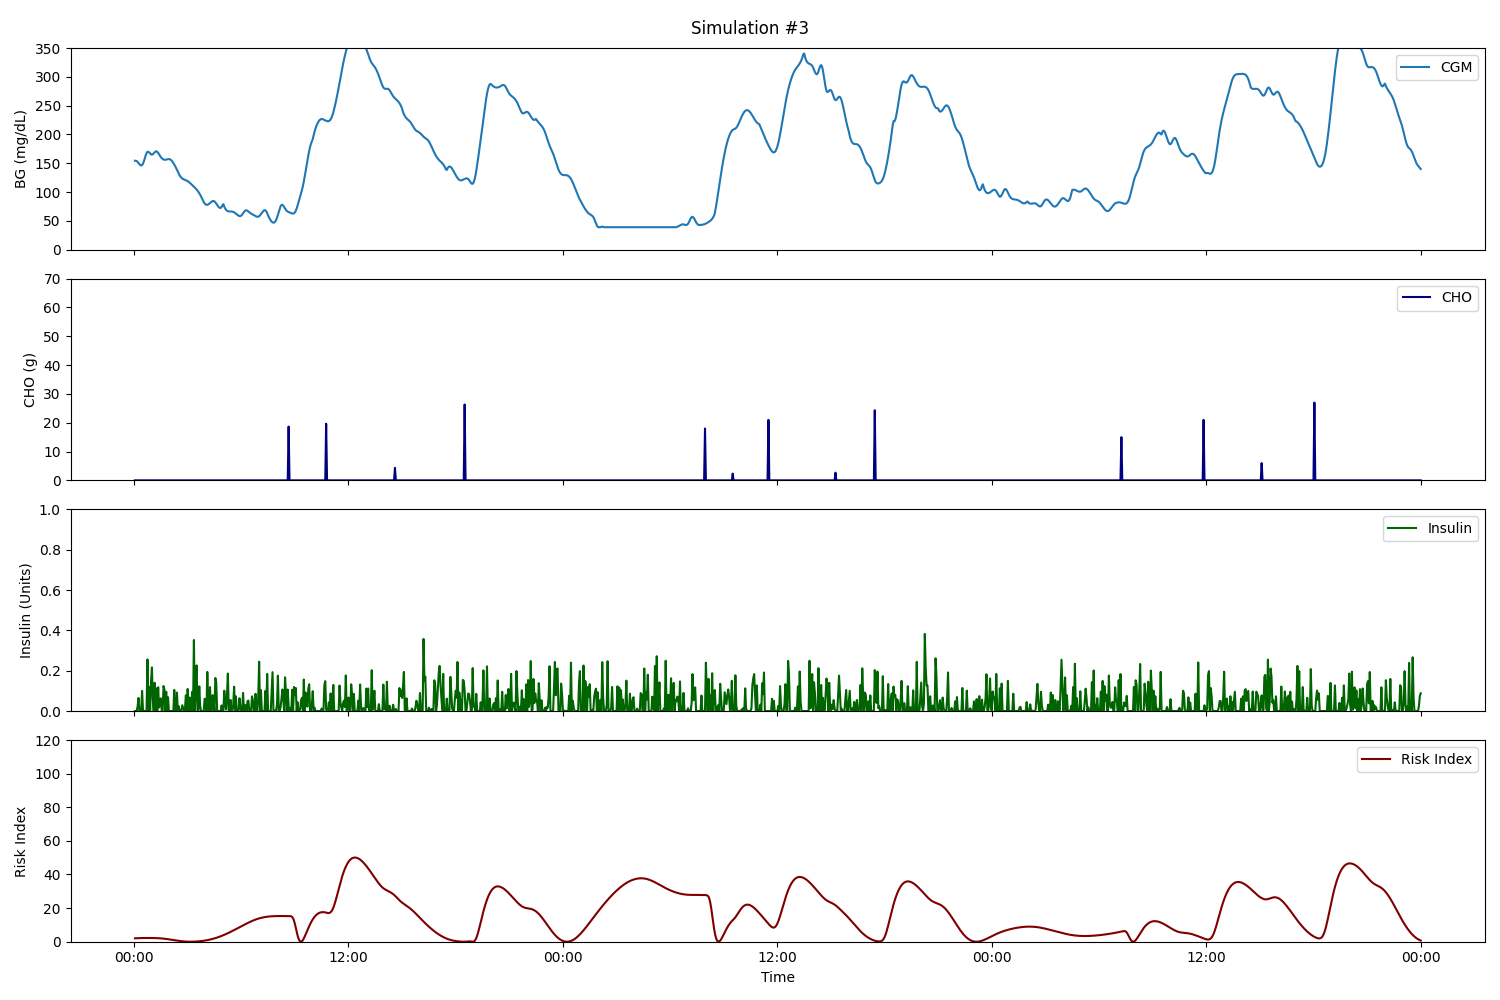 Simulation #3
350
300
250
200
150
100
50
0
BG (mg/dL)
CGM
70
60
50
40
30
20
10
0
CHO (g)
CHO
1.0
0.8
0.6
0.4
0.2
0.0
Insulin (Units)
Insulin
120
100
80
60
40
20
0
Risk Index
Risk Index
00:00 12:00 00:00 12:00 00:00 12:00 00:00
Time